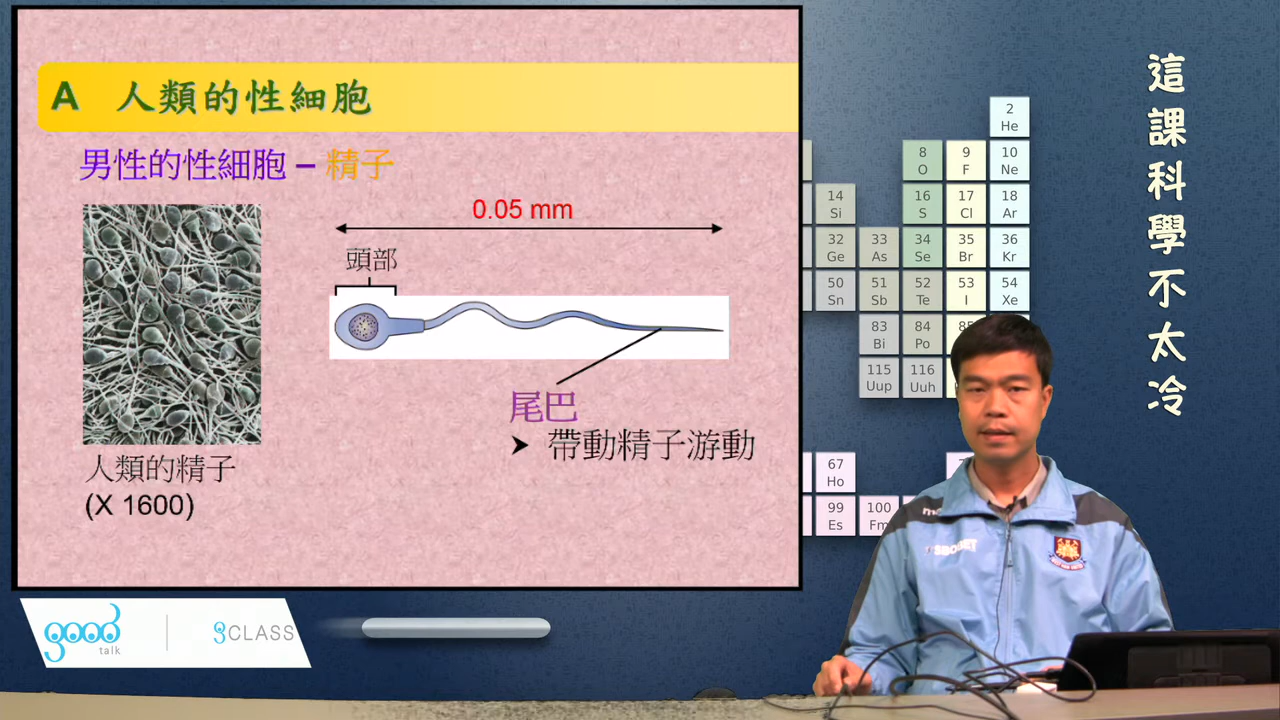 A 人類的性細胞
男性的性細胞 – 精子
0.05 mm
頭部
尾巴
➤ 帶動精子游動
人類的精子
(X 1600)
這課科學不太冷
2
He
8
O
9
F
10
Ne
14
Si
16
S
17
Cl
18
Ar
32
Ge
33
As
34
Se
35
Br
36
Kr
50
Sn
51
Sb
52
Te
53
I
54
Xe
83
Bi
84
Po
85
115
Uup
116
Uuh
67
Ho
99
Es
100
Fm
SBOBET
good
talk
gCLASS